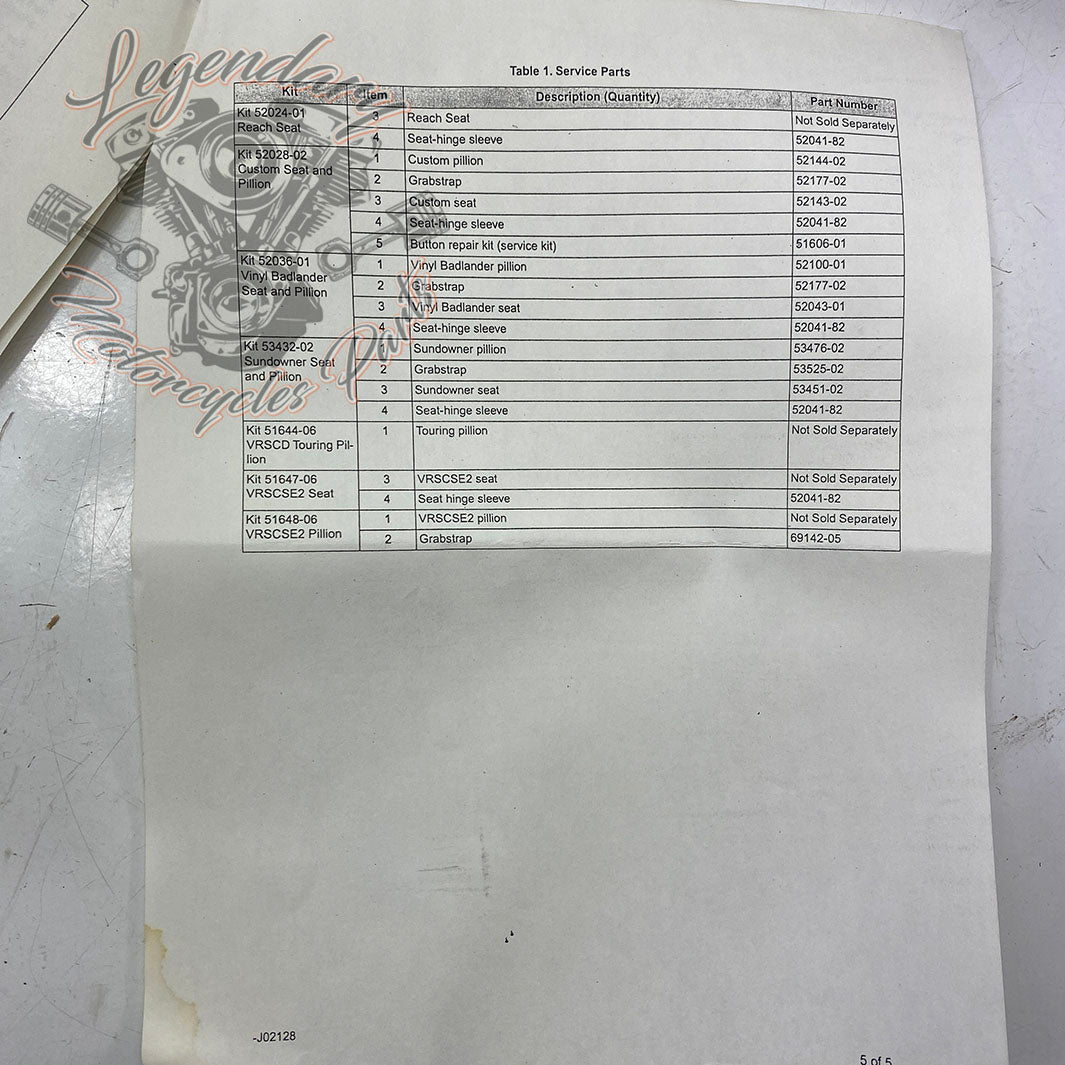 Legendary
Motorcycles Parts
Table 1. Service Parts
Kit Item Description (Quantity) Part Number
Kit 52024-01 3 Reach Seat Not Sold Separately
Reach Seat
4 Seat-hinge sleeve 52041-82
Kit 52028-02 1 Custom pillion 52144-02
Custom Seat and
Pillion
2 Grabstrap 52177-02
3 Custom seat 52143-02
4 Seat-hinge sleeve 52041-82
5 Button repair kit (service kit) 51606-01
Kit 52036-01 1 Vinyl Badlander pillion 52100-01
Vinyl Badlander
Seat and Pillion
2 Grabstrap 52177-02
3 Vinyl Badlander seat 52043-01
4 Seat-hinge sleeve 52041-82
Kit 53432-02 1 Sundowner pillion 53476-02
Sundowner Seat
and Pillion
2 Grabstrap 53525-02
3 Sundowner seat 53451-02
4 Seat-hinge sleeve 52041-82
Kit 51644-06 1 Touring pillion Not Sold Separately
VRSCD Touring Pil-
lion
Kit 51647-06 3 VRSCSE2 seat Not Sold Separately
VRSCSE2 Seat
4 Seat hinge sleeve 52041-82
Kit 51648-06 1 VRSCSE2 pillion Not Sold Separately
VRSCSE2 Pillion
2 Grabstrap 69142-05
-J02128
5 of 5